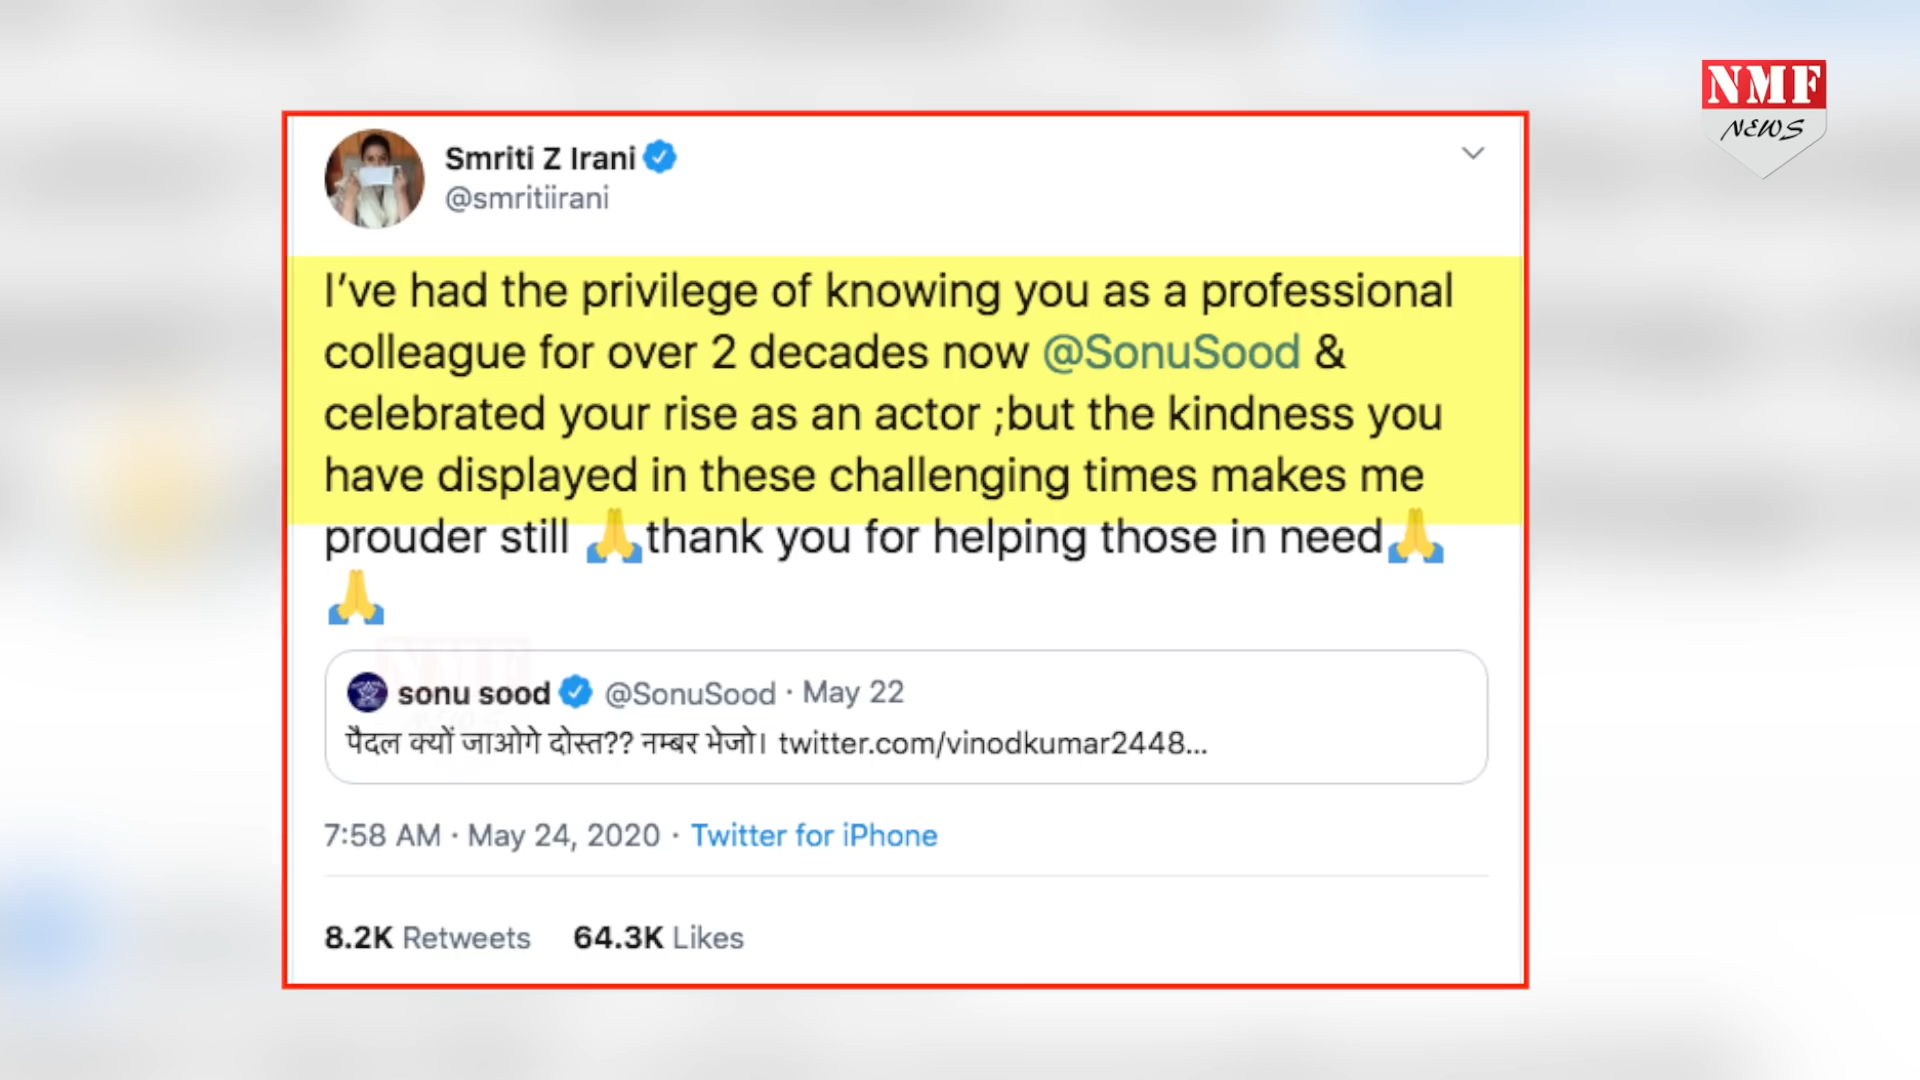 NMF
NEWS
Smriti Z Irani
@smritiirani
I've had the privilege of knowing you as a professional
colleague for over 2 decades now @SonuSood &
celebrated your rise as an actor ;but the kindness you
have displayed in these challenging times makes me
prouder still 🙏thank you for helping those in need🙏
🙏
sonu sood @SonuSood · May 22
पैदल क्यों जाओगे दोस्त?? नम्बर भेजो। twitter.com/vinodkumar2448...
7:58 AM · May 24, 2020 · Twitter for iPhone
8.2K Retweets 64.3K Likes